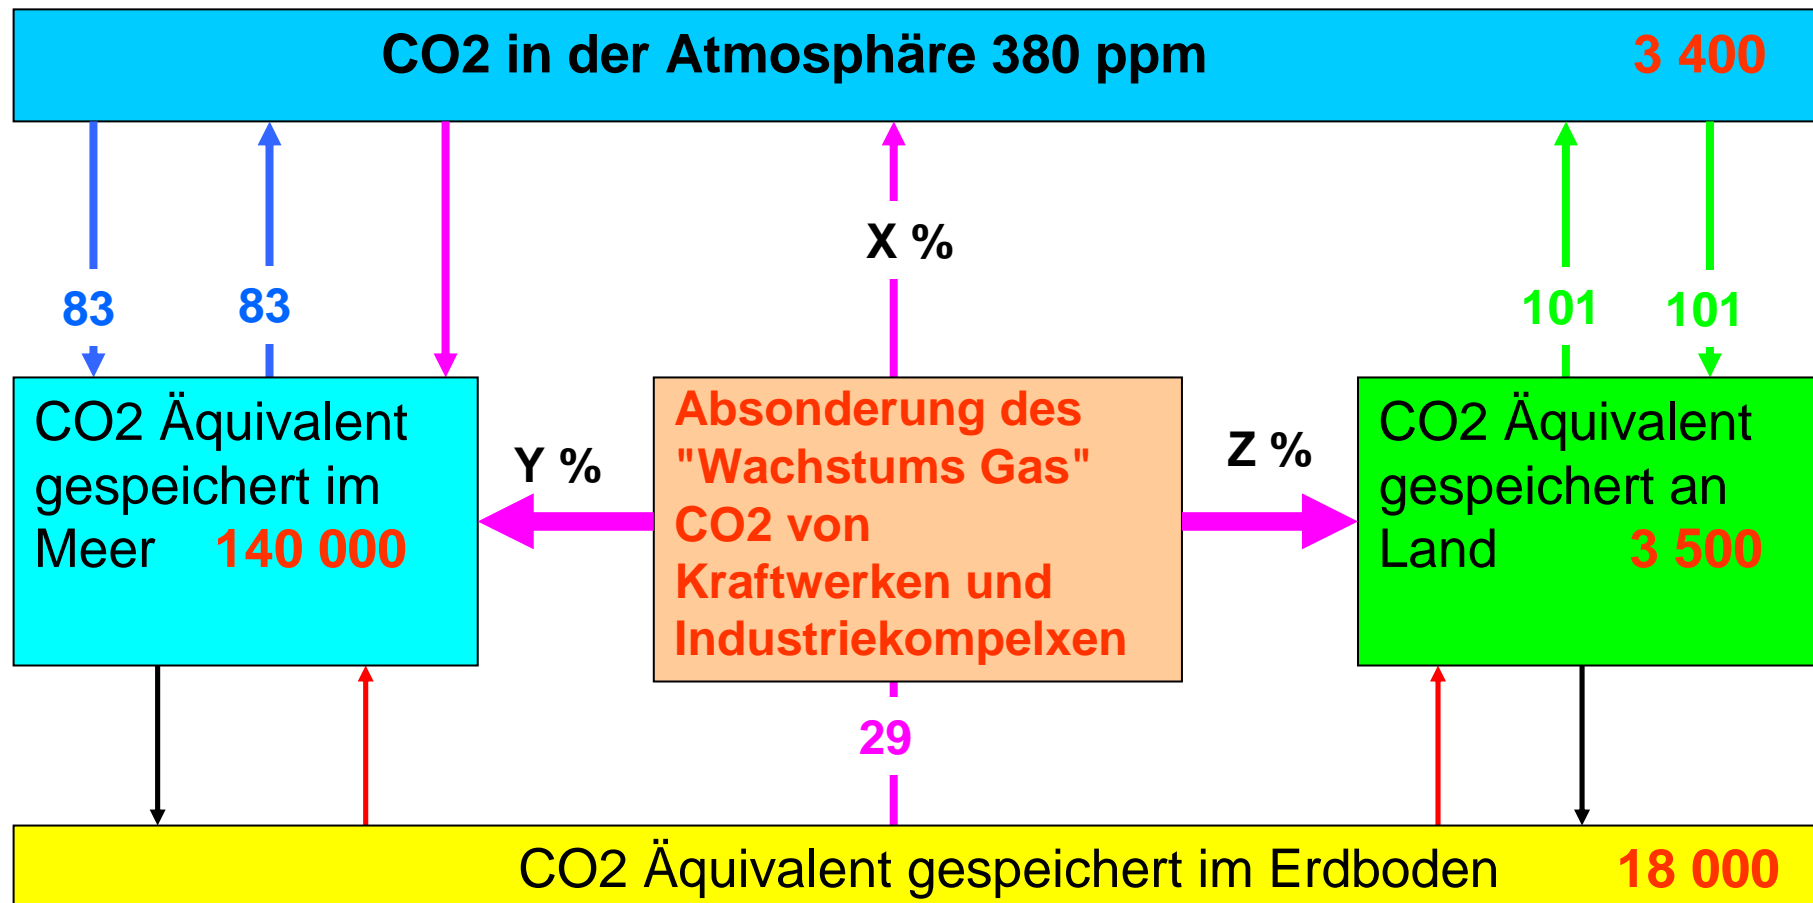 CO2 in der Atmosphäre 380 ppm 3 400
X %
83 83 101 101
CO2 Äquivalent
gespeichert im
Meer 140 000
Y %
Absonderung des
"Wachstums Gas"
CO2 von
Kraftwerken und
Industriekompelxen
Z %
CO2 Äquivalent
gespeichert an
Land 3 500
29
CO2 Äquivalent gespeichert im Erdboden 18 000